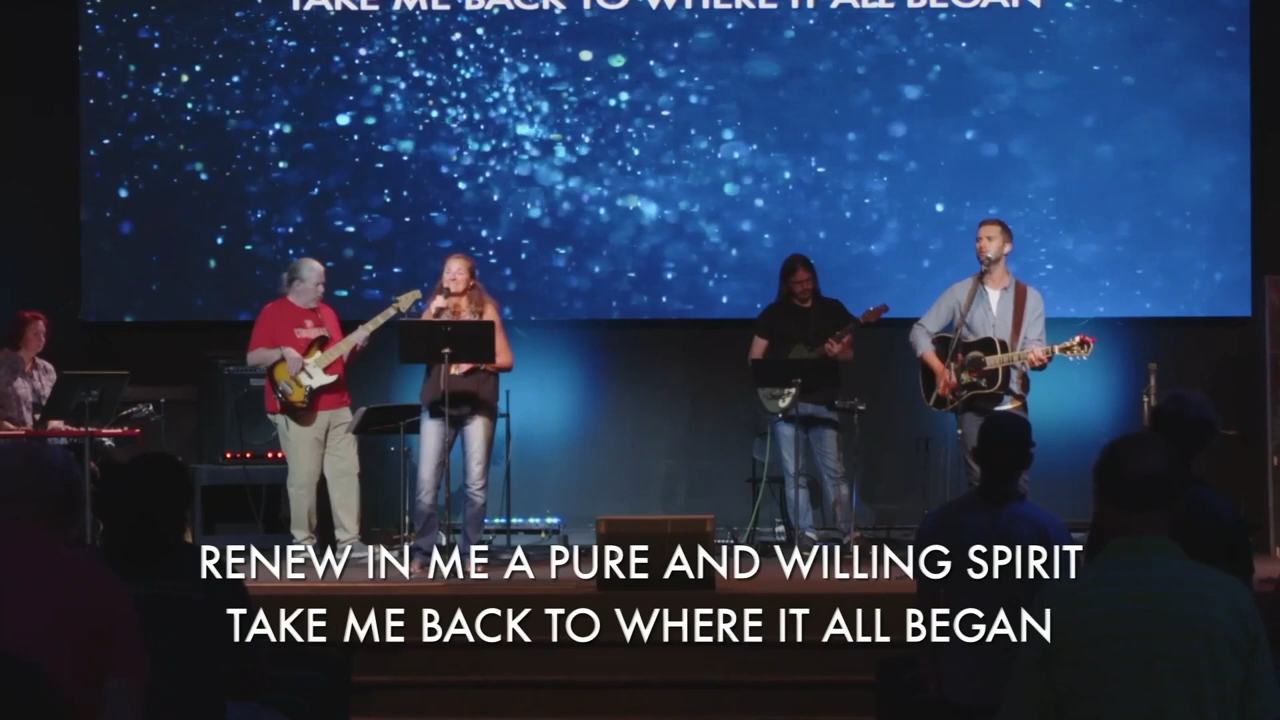 TAKE ME BACK TO WHERE IT ALL BEGAN
RENEW IN ME A PURE AND WILLING SPIRIT
TAKE ME BACK TO WHERE IT ALL BEGAN